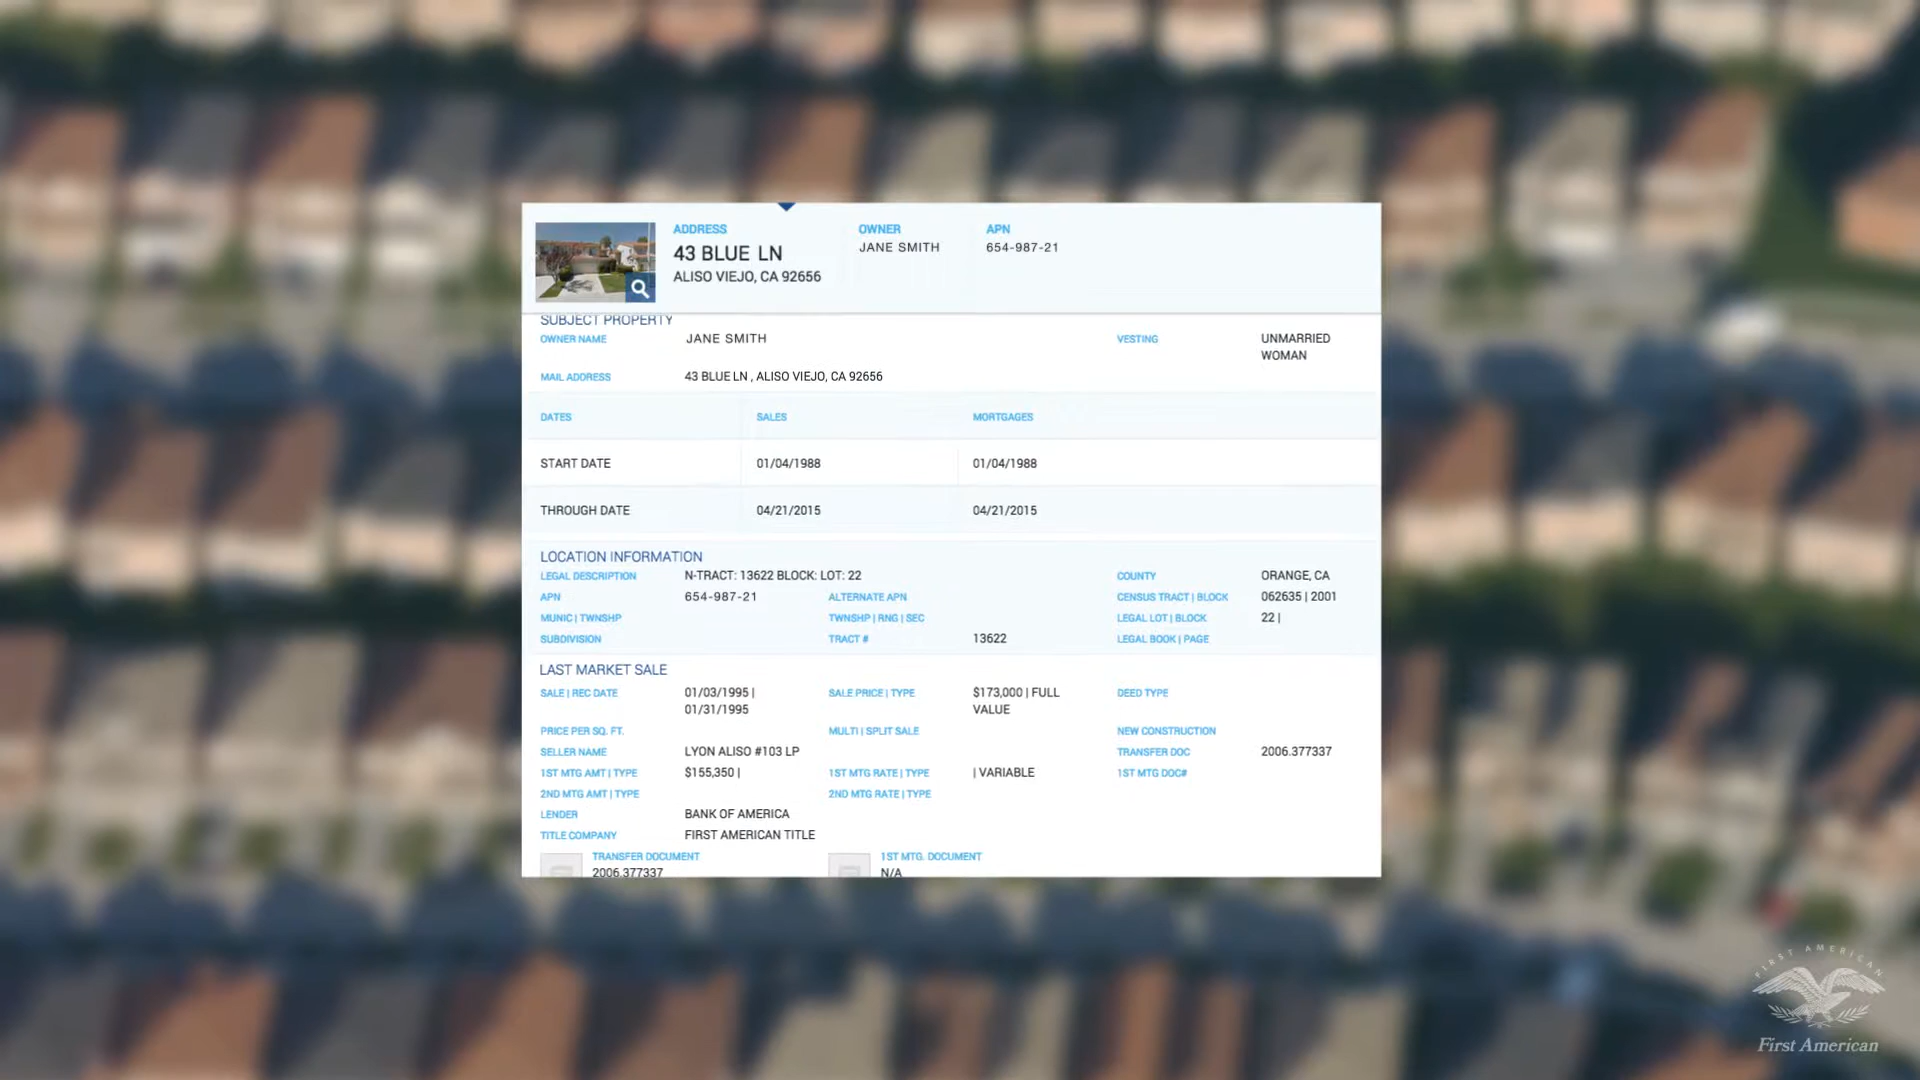 ADDRESS OWNER APN
43 BLUE LN JANE SMITH 654-987-21
ALISO VIEJO, CA 92656
SUBJECT PROPERTY
OWNER NAME JANE SMITH VESTING UNMARRIED
WOMAN
MAIL ADDRESS 43 BLUE LN , ALISO VIEJO, CA 92656
DATES SALES MORTGAGES
START DATE 01/04/1988 01/04/1988
THROUGH DATE 04/21/2015 04/21/2015
LOCATION INFORMATION
LEGAL DESCRIPTION N-TRACT: 13622 BLOCK: LOT: 22 COUNTY ORANGE, CA
APN 654-987-21 ALTERNATE APN CENSUS TRACT | BLOCK 062635 | 2001
MUNIC | TWNSHP TWNSHP | RNG | SEC LEGAL LOT | BLOCK 22 |
SUBDIVISION TRACT # 13622 LEGAL BOOK | PAGE
LAST MARKET SALE
SALE | REC DATE 01/03/1995 | SALE PRICE | TYPE $173,000 | FULL DEED TYPE
01/31/1995 VALUE
PRICE PER SQ. FT. MULTI | SPLIT SALE NEW CONSTRUCTION
SELLER NAME LYON ALISO #103 LP TRANSFER DOC 2006.377337
1ST MTG AMT | TYPE $155,350 | 1ST MTG RATE | TYPE | VARIABLE 1ST MTG DOC#
2ND MTG AMT | TYPE 2ND MTG RATE | TYPE
LENDER BANK OF AMERICA
TITLE COMPANY FIRST AMERICAN TITLE
TRANSFER DOCUMENT 1ST MTG. DOCUMENT
2006.377337 N/A
FIRST AMERICAN
First American